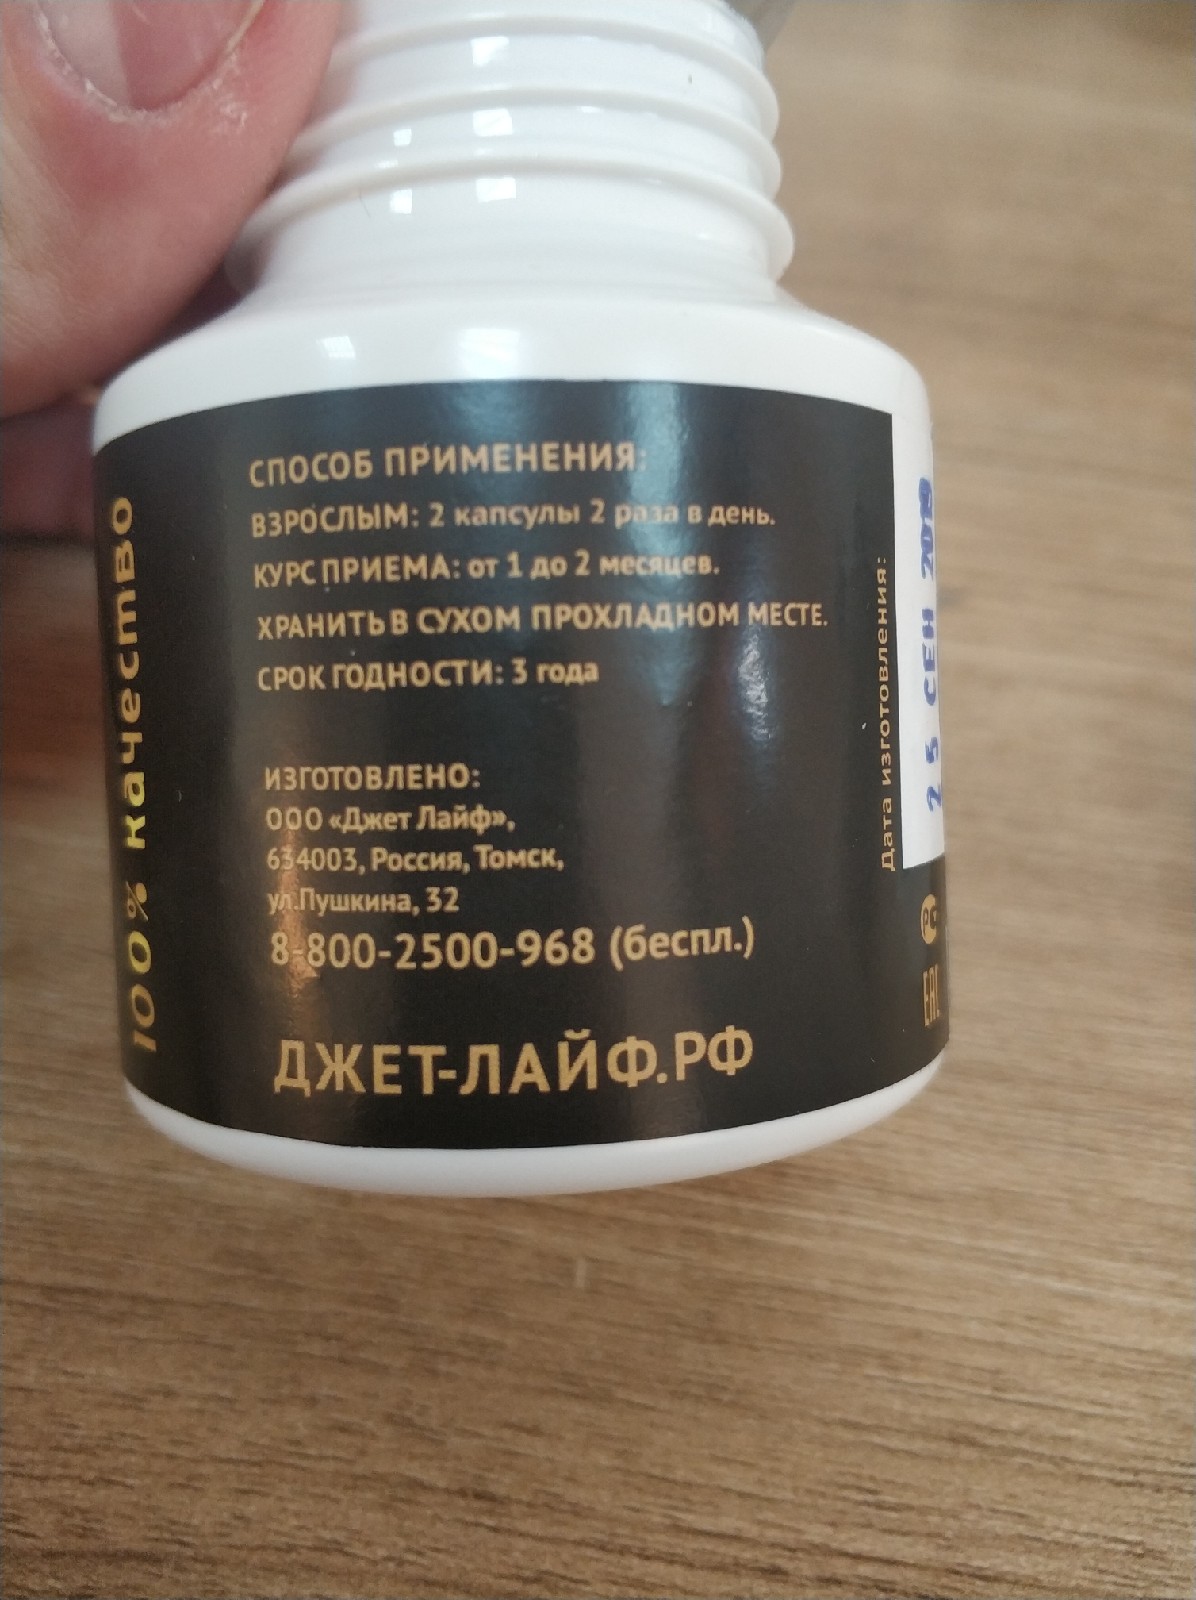 100% качество
СПОСОБ ПРИМЕНЕНИЯ:
ВЗРОСЛЫМ: 2 капсулы 2 раза в день.
КУРС ПРИЕМА: от 1 до 2 месяцев.
ХРАНИТЬ В СУХОМ ПРОХЛАДНОМ МЕСТЕ.
СРОК ГОДНОСТИ: 3 года
ИЗГОТОВЛЕНО:
ООО «Джет Лайф»,
634003, Россия, Томск,
ул.Пушкина, 32
8-800-2500-968 (беспл.)
ДЖЕТ-ЛАЙФ.РФ
Дата изготовления:
25 СЕН 2019
EAC